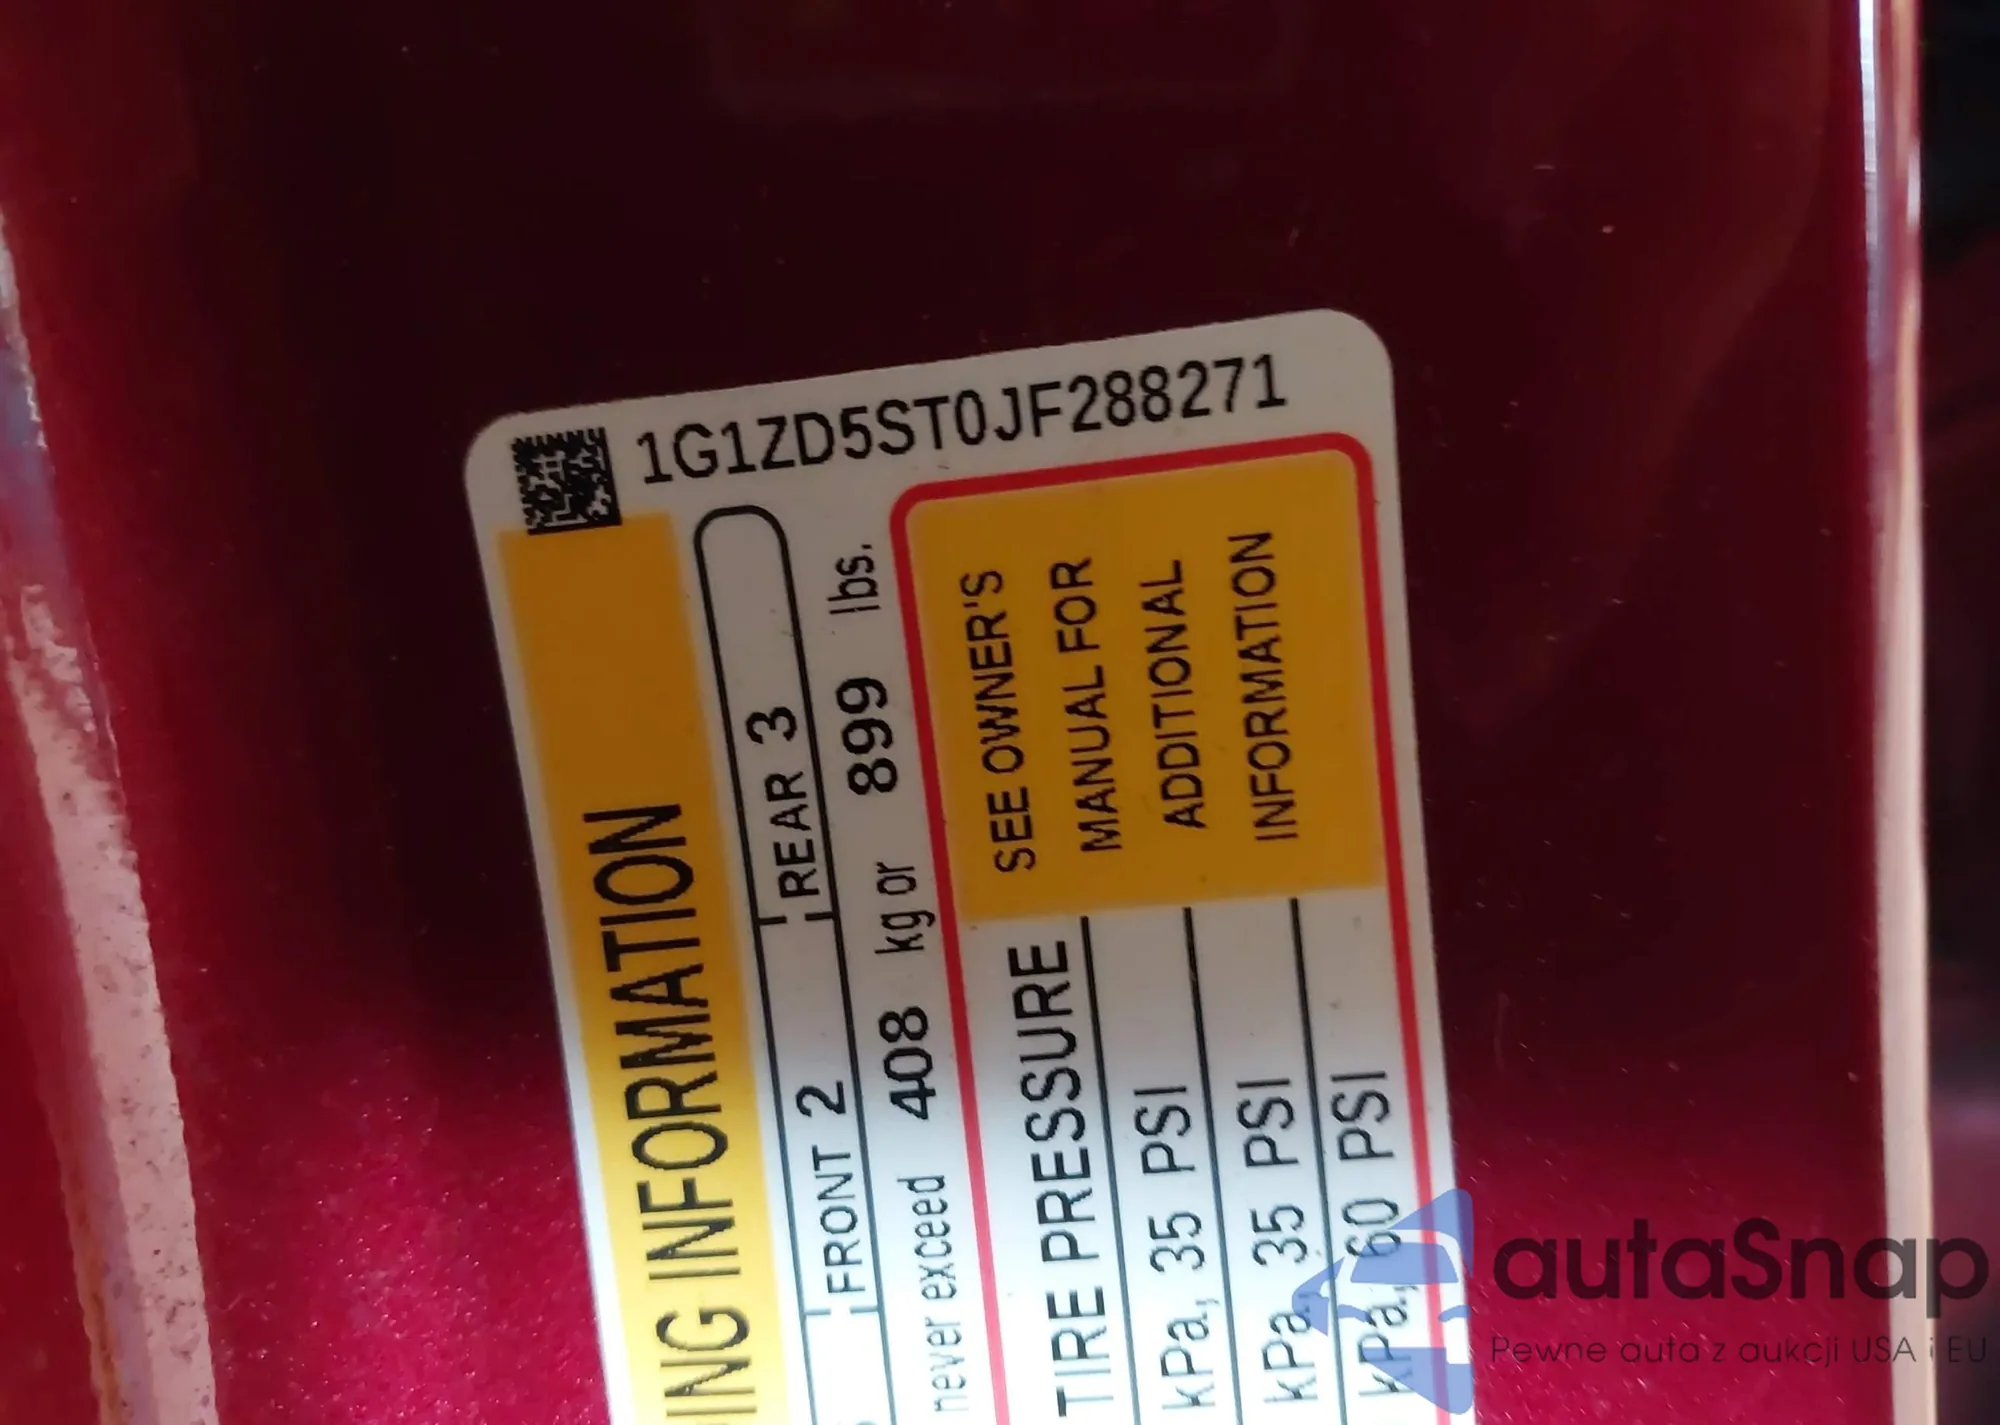 1G1ZD5ST0JF288271
ING INFORMATION
FRONT 2 REAR 3
never exceed 408 kg or 899 lbs.
TIRE PRESSURE
kPa, 35 PSI
kPa, 35 PSI
kPa, 60 PSI
SEE OWNER'S
MANUAL FOR
ADDITIONAL
INFORMATION
autaSnap
Pewne auta z aukcji USA i EU